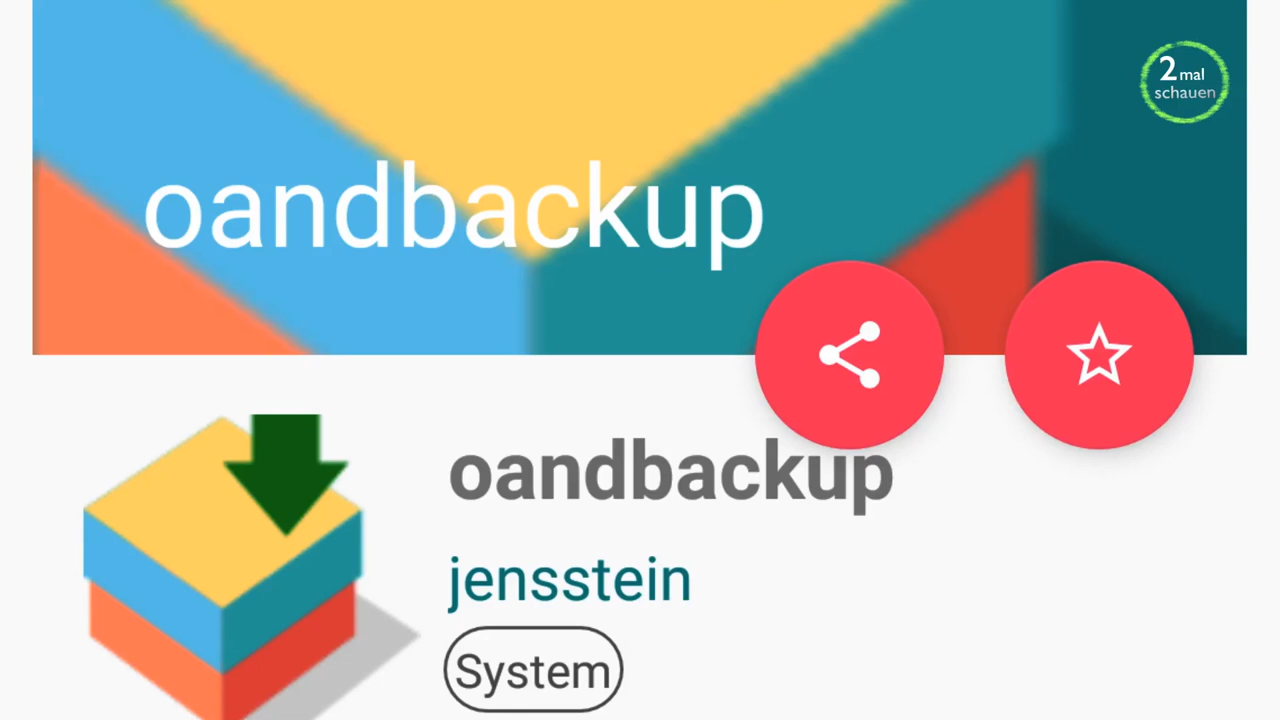 2 mal
schauen
oandbackup
oandbackup
jensstein
System